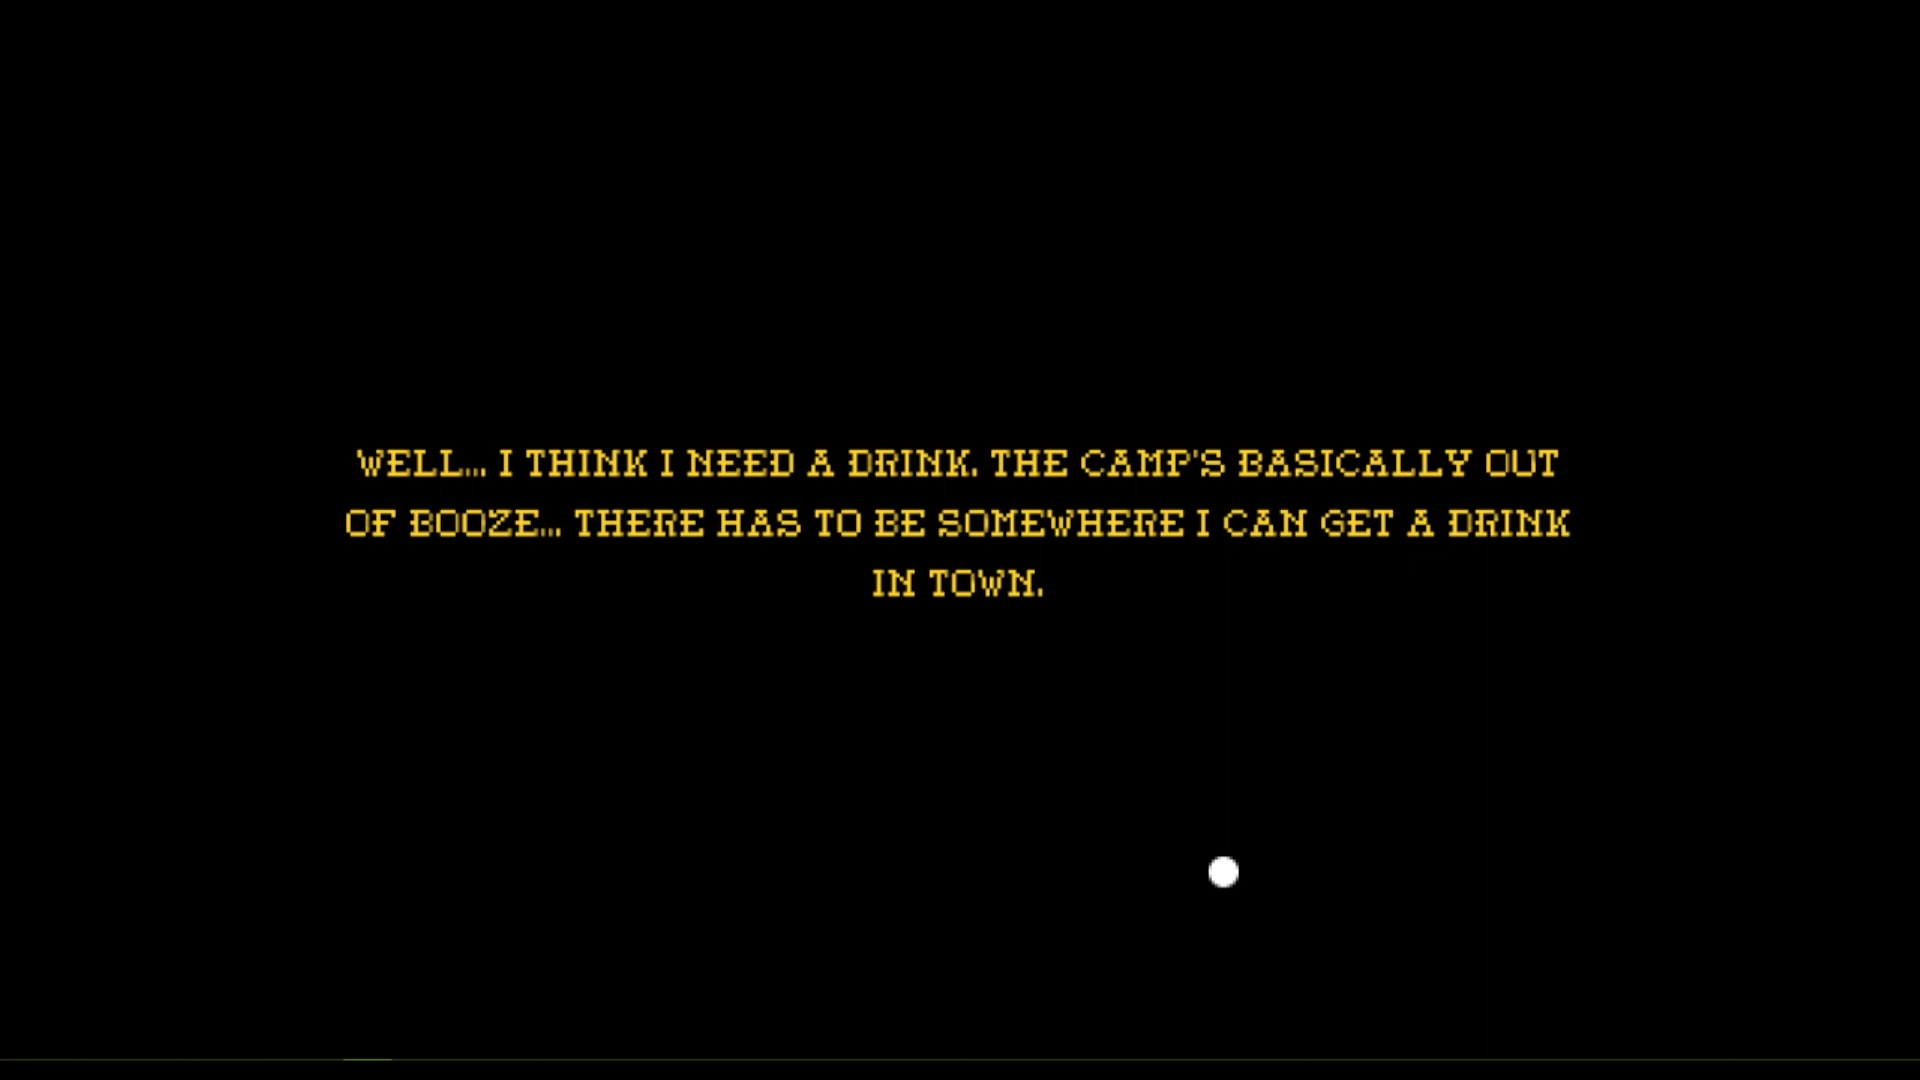 WELL... I THINK I NEED A DRINK. THE CAMP'S BASICALLY OUT
OF BOOZE... THERE HAS TO BE SOMEWHERE I CAN GET A DRINK
IN TOWN.